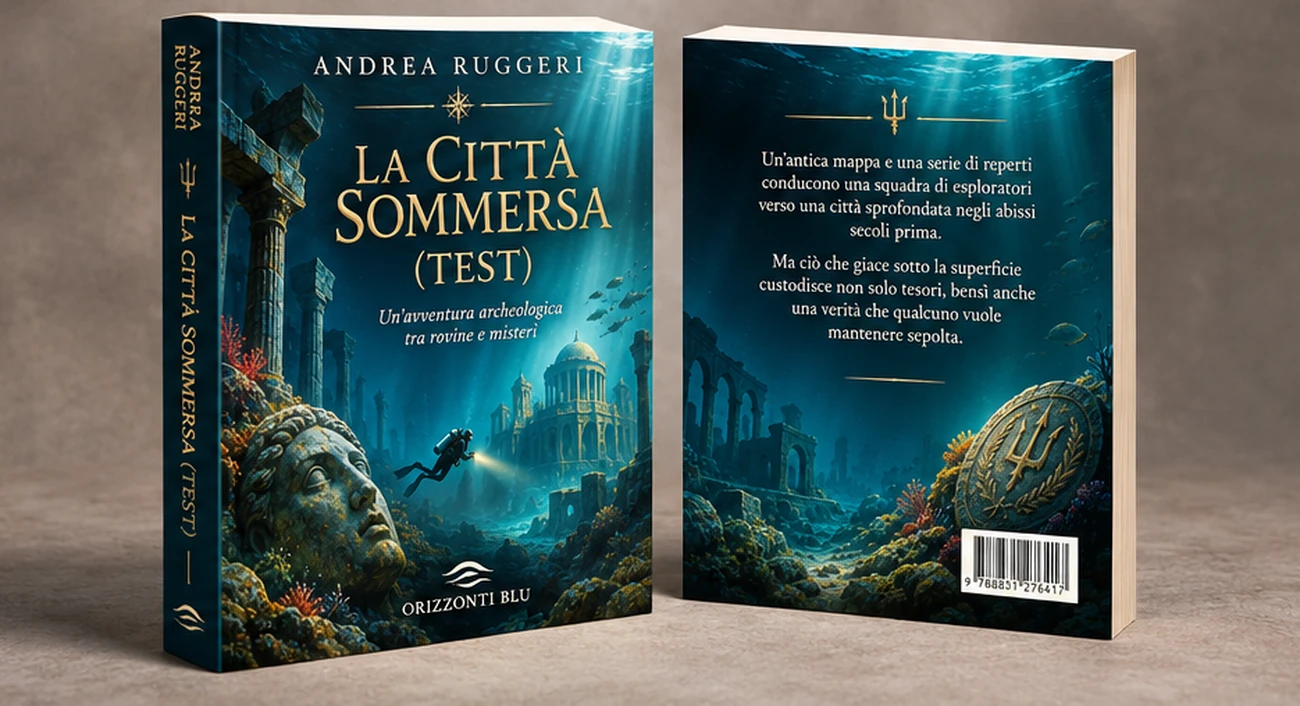 ANDRRA
RUGGERI
LA CITTÀ SOMMERSA (TEST)
ANDREA RUGGERI
LA CITTÀ
SOMMERSA
(TEST)
Un'avventura archeologica
tra rovine e misteri
ORIZZONTI BLU
Un'antica mappa e una serie di reperti
conducono una squadra di esploratori
verso una città sprofondata negli abissi
secoli prima.
Ma ciò che giace sotto la superficie
custodisce non solo tesori, bensì anche
una verità che qualcuno vuole
mantenere sepolta.
9 788831 276417